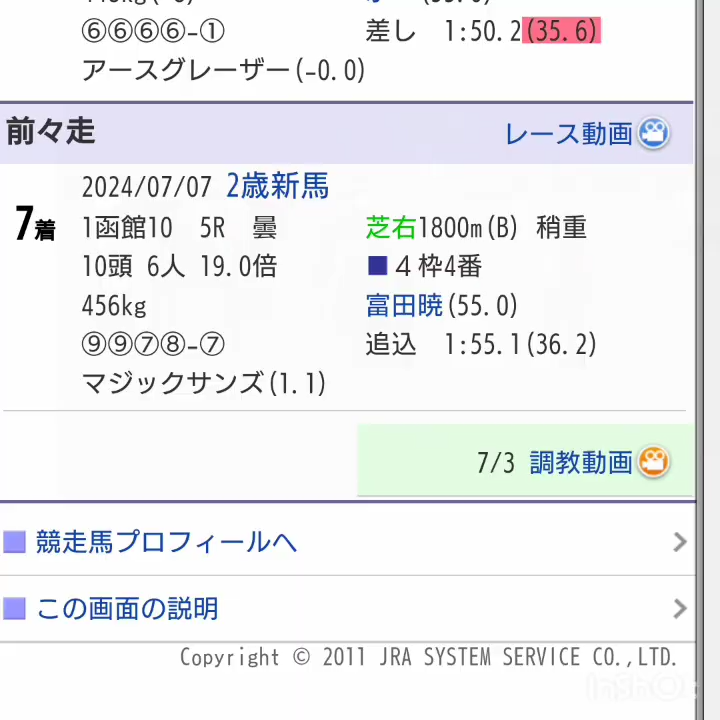 ⑥⑥⑥⑥-① 差し 1:50.2(35.6)
アースグレーザー(-0.0)
前々走 レース動画
2024/07/07 2歳新馬
7着 1函館10 5R 曇 芝右1800m(B) 稍重
10頭 6人 19.0倍 4枠4番
456kg 富田暁(55.0)
⑨⑨⑦⑧-⑦ 追込 1:55.1(36.2)
マジックサンズ(1.1)
7/3 調教動画
競走馬プロフィールへ
この画面の説明
Copyright © 2011 JRA SYSTEM SERVICE CO.,LTD.
InShOt